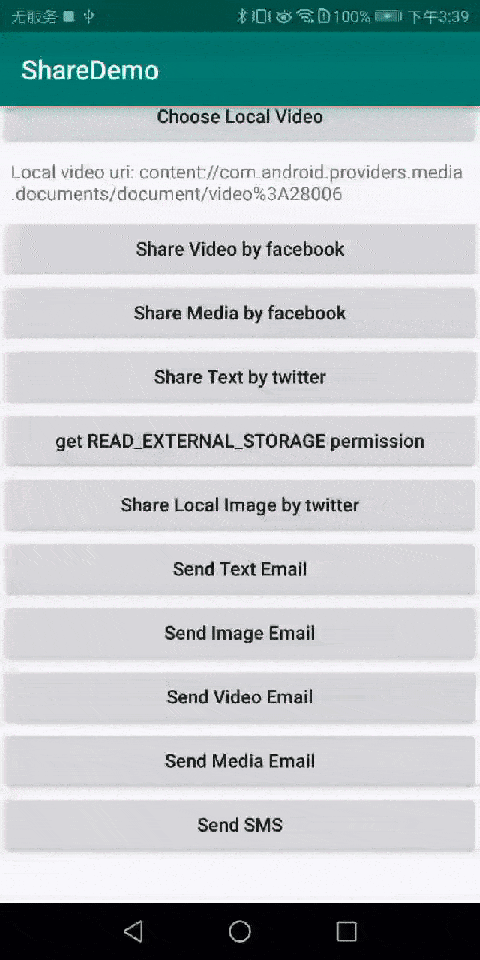 无服务 100% 下午3:39
ShareDemo
Choose Local Video
Local video uri: content://com.android.providers.media
.documents/document/video%3A28006
Share Video by facebook
Share Media by facebook
Share Text by twitter
get READ_EXTERNAL_STORAGE permission
Share Local Image by twitter
Send Text Email
Send Image Email
Send Video Email
Send Media Email
Send SMS